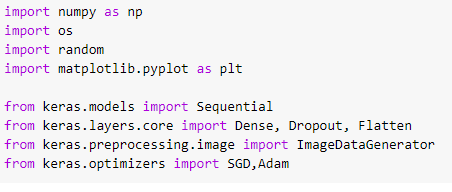 import numpy as np
import os
import random
import matplotlib.pyplot as plt
from keras.models import Sequential
from keras.layers.core import Dense, Dropout, Flatten
from keras.preprocessing.image import ImageDataGenerator
from keras.optimizers import SGD,Adam